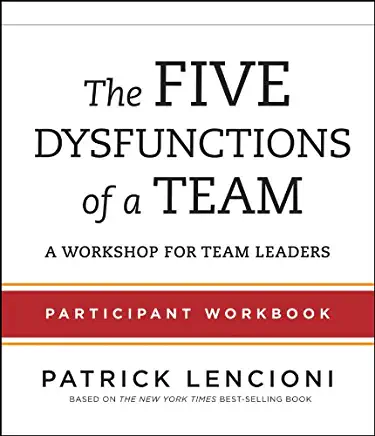 The FIVE
DYSFUNCTIONS
of a TEAM
A WORKSHOP FOR TEAM LEADERS
PARTICIPANT WORKBOOK
PATRICK LENCIONI
BASED ON THE NEW YORK TIMES BEST-SELLING BOOK